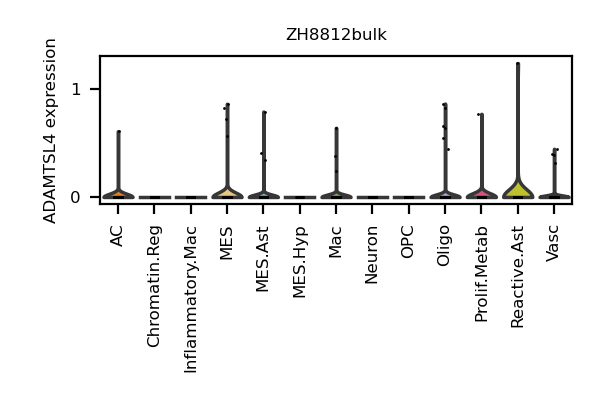 ZH8812bulk
ADAMTSL4 expression
1
0
AC
Chromatin.Reg
Inflammatory.Mac
MES
MES.Ast
MES.Hyp
Mac
Neuron
OPC
Oligo
Prolif.Metab
Reactive.Ast
Vasc